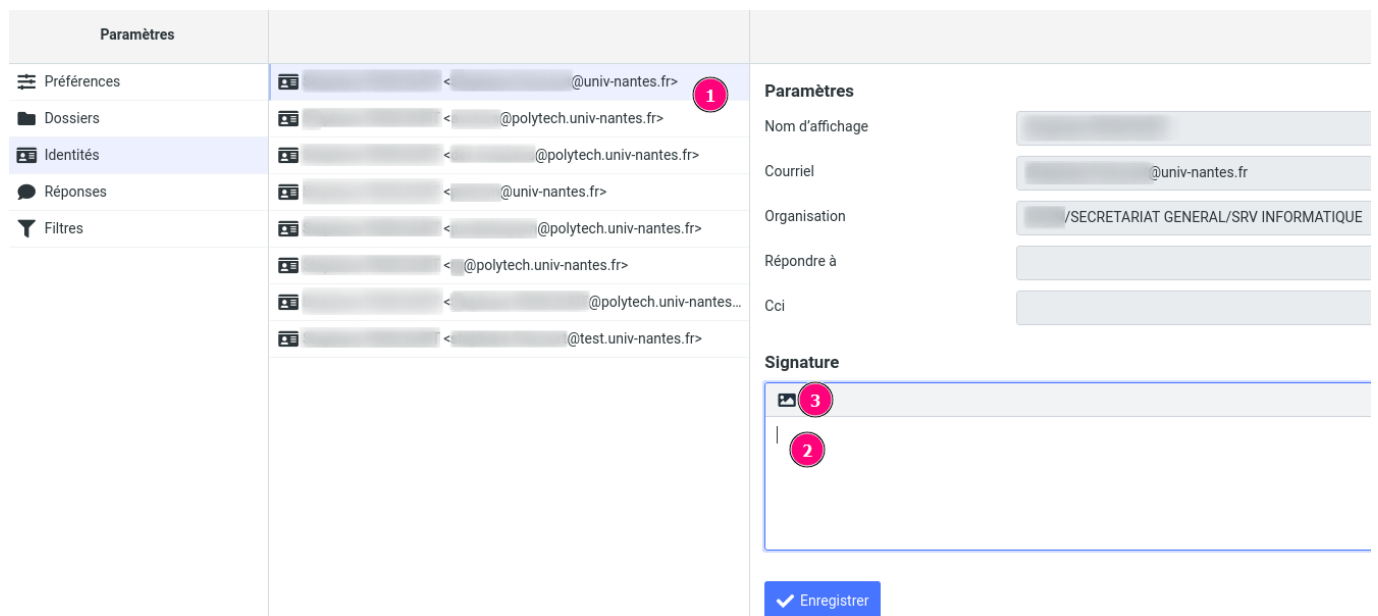 Paramètres
Préférences
Dossiers
Identités
Réponses
Filtres
< @univ-nantes.fr>
1
< @polytech.univ-nantes.fr>
< @polytech.univ-nantes.fr>
< @univ-nantes.fr>
< @polytech.univ-nantes.fr>
< @polytech.univ-nantes.fr>
< @polytech.univ-nantes…
< @test.univ-nantes.fr>
Paramètres
Nom d’affichage
Courriel @univ-nantes.fr
Organisation /SECRETARIAT GENERAL/SRV INFORMATIQUE
Répondre à
Cci
Signature
3
2
Enregistrer